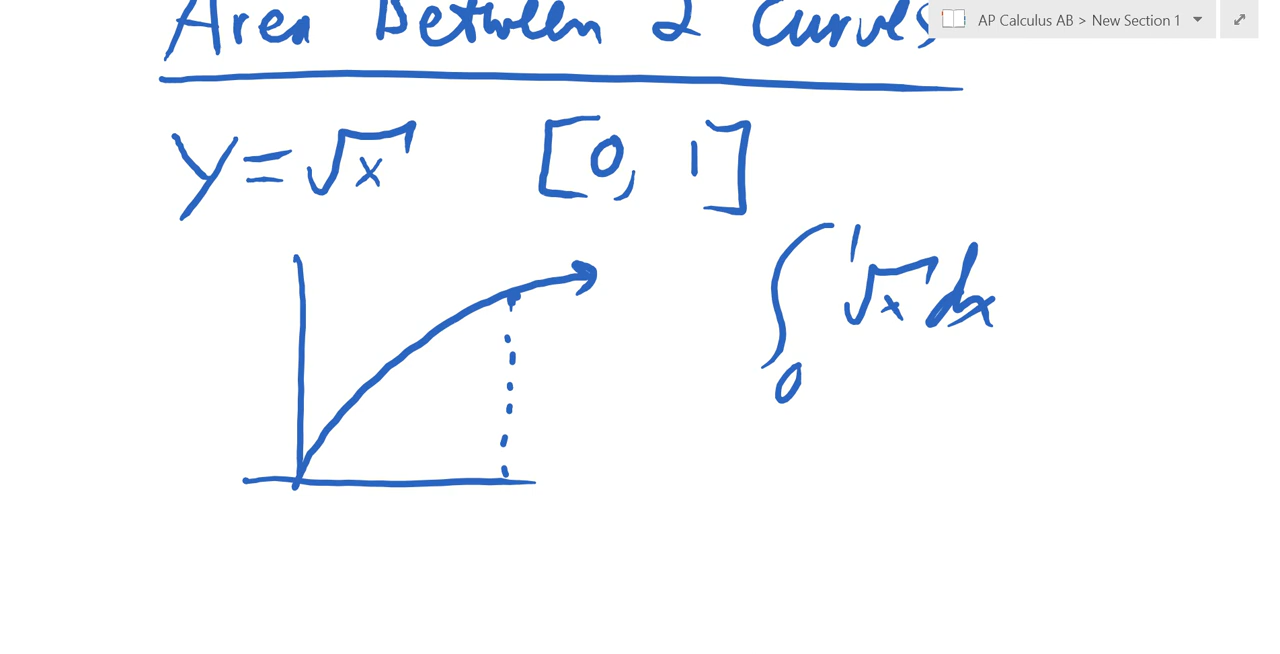 Area Between 2 Curves
AP Calculus AB > New Section 1
y = √x [0, 1]
∫₀¹ √x dx